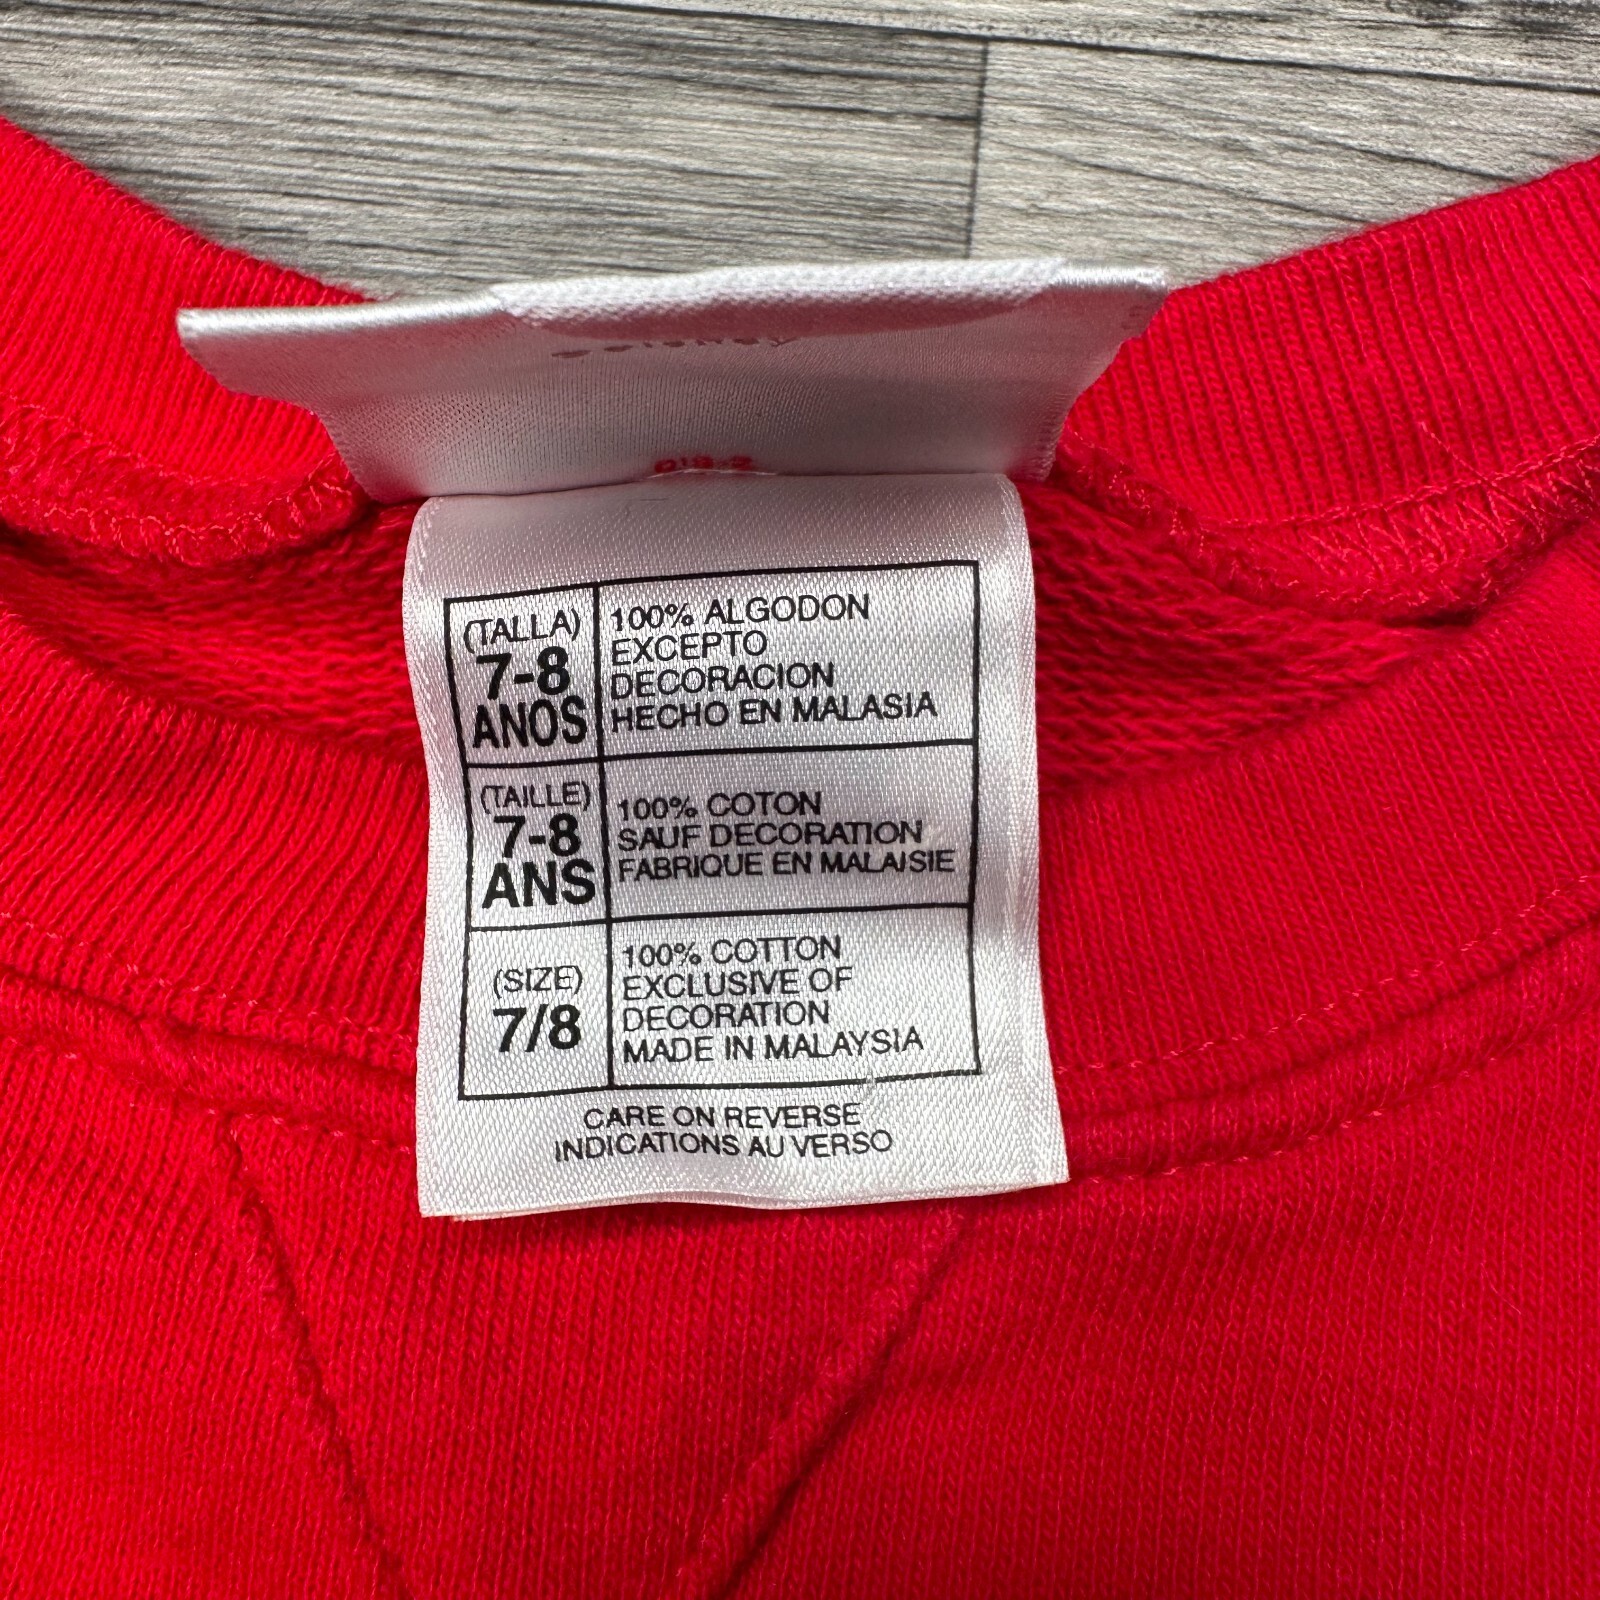 (TALLA)
7-8
ANOS
100% ALGODON
EXCEPTO
DECORACION
HECHO EN MALASIA
(TAILLE)
7-8
ANS
100% COTON
SAUF DECORATION
FABRIQUE EN MALAISIE
(SIZE)
7/8
100% COTTON
EXCLUSIVE OF
DECORATION
MADE IN MALAYSIA
CARE ON REVERSE
INDICATIONS AU VERSO